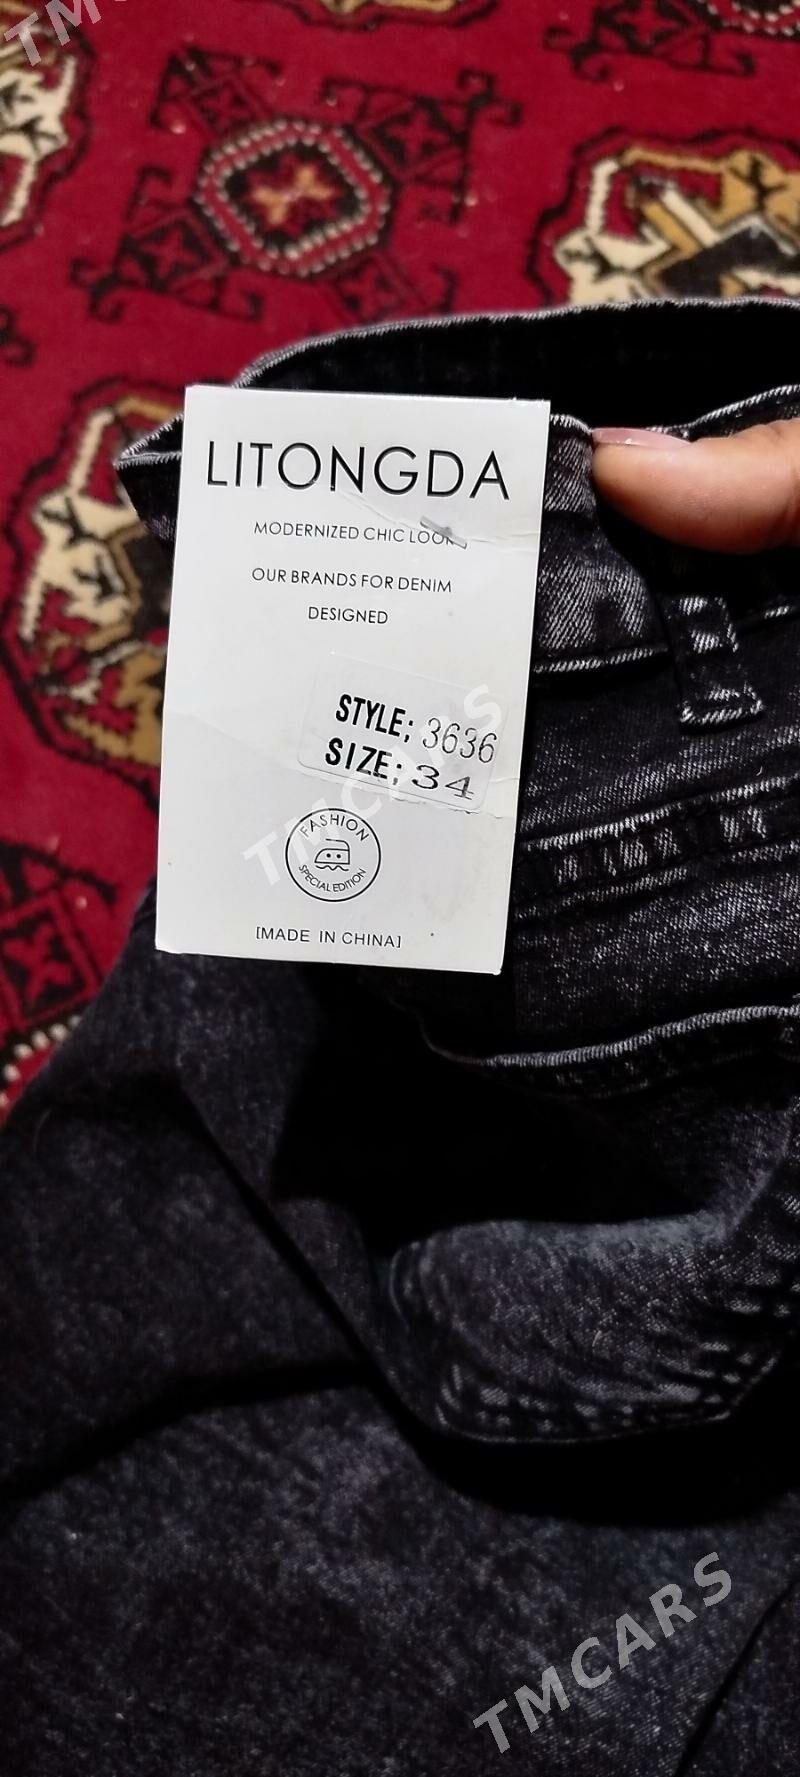 TMCARS
LITONGDA
MODERNIZED CHIC LOOK
OUR BRANDS FOR DENIM
DESIGNED
STYLE; 3636
SIZE; 34
FASHION
SPECIAL EDITION
[MADE IN CHINA]
TMCARS
TMCARS